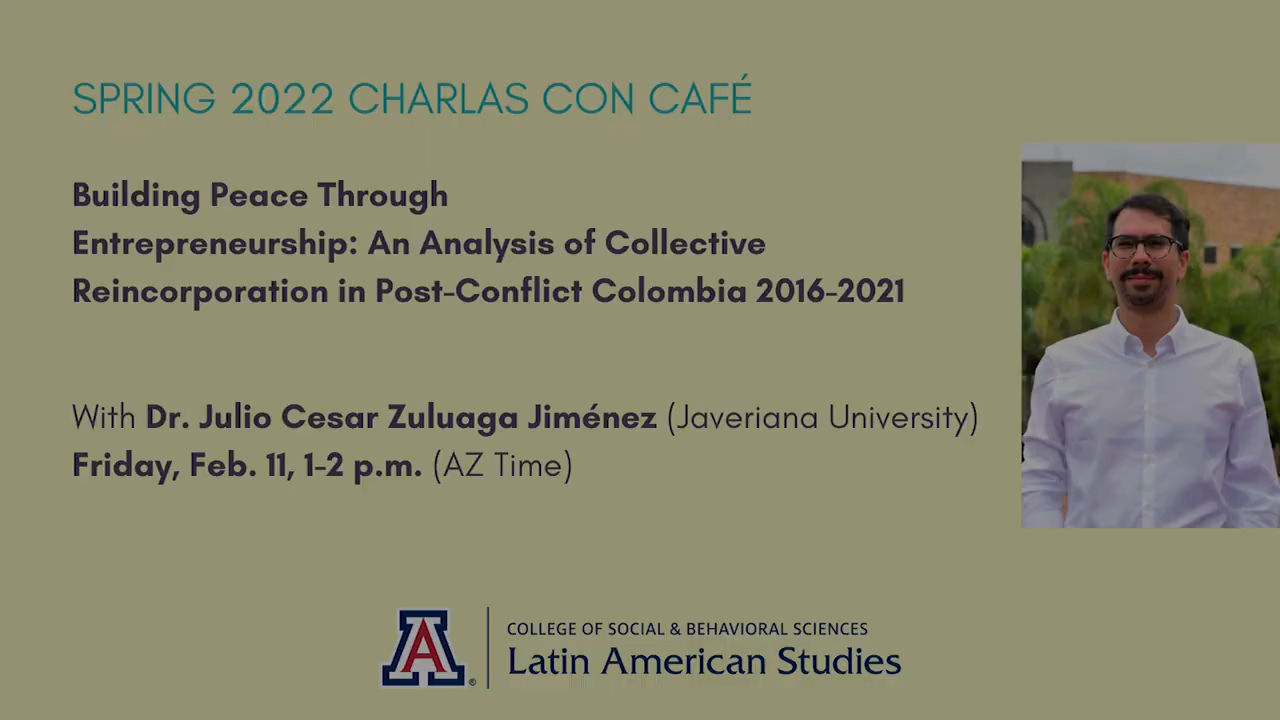 SPRING 2022 CHARLAS CON CAFÉ
Building Peace Through
Entrepreneurship: An Analysis of Collective
Reincorporation in Post-Conflict Colombia 2016-2021
With Dr. Julio Cesar Zuluaga Jiménez (Javeriana University)
Friday, Feb. 11, 1-2 p.m. (AZ Time)
A®
COLLEGE OF SOCIAL & BEHAVIORAL SCIENCES
Latin American Studies